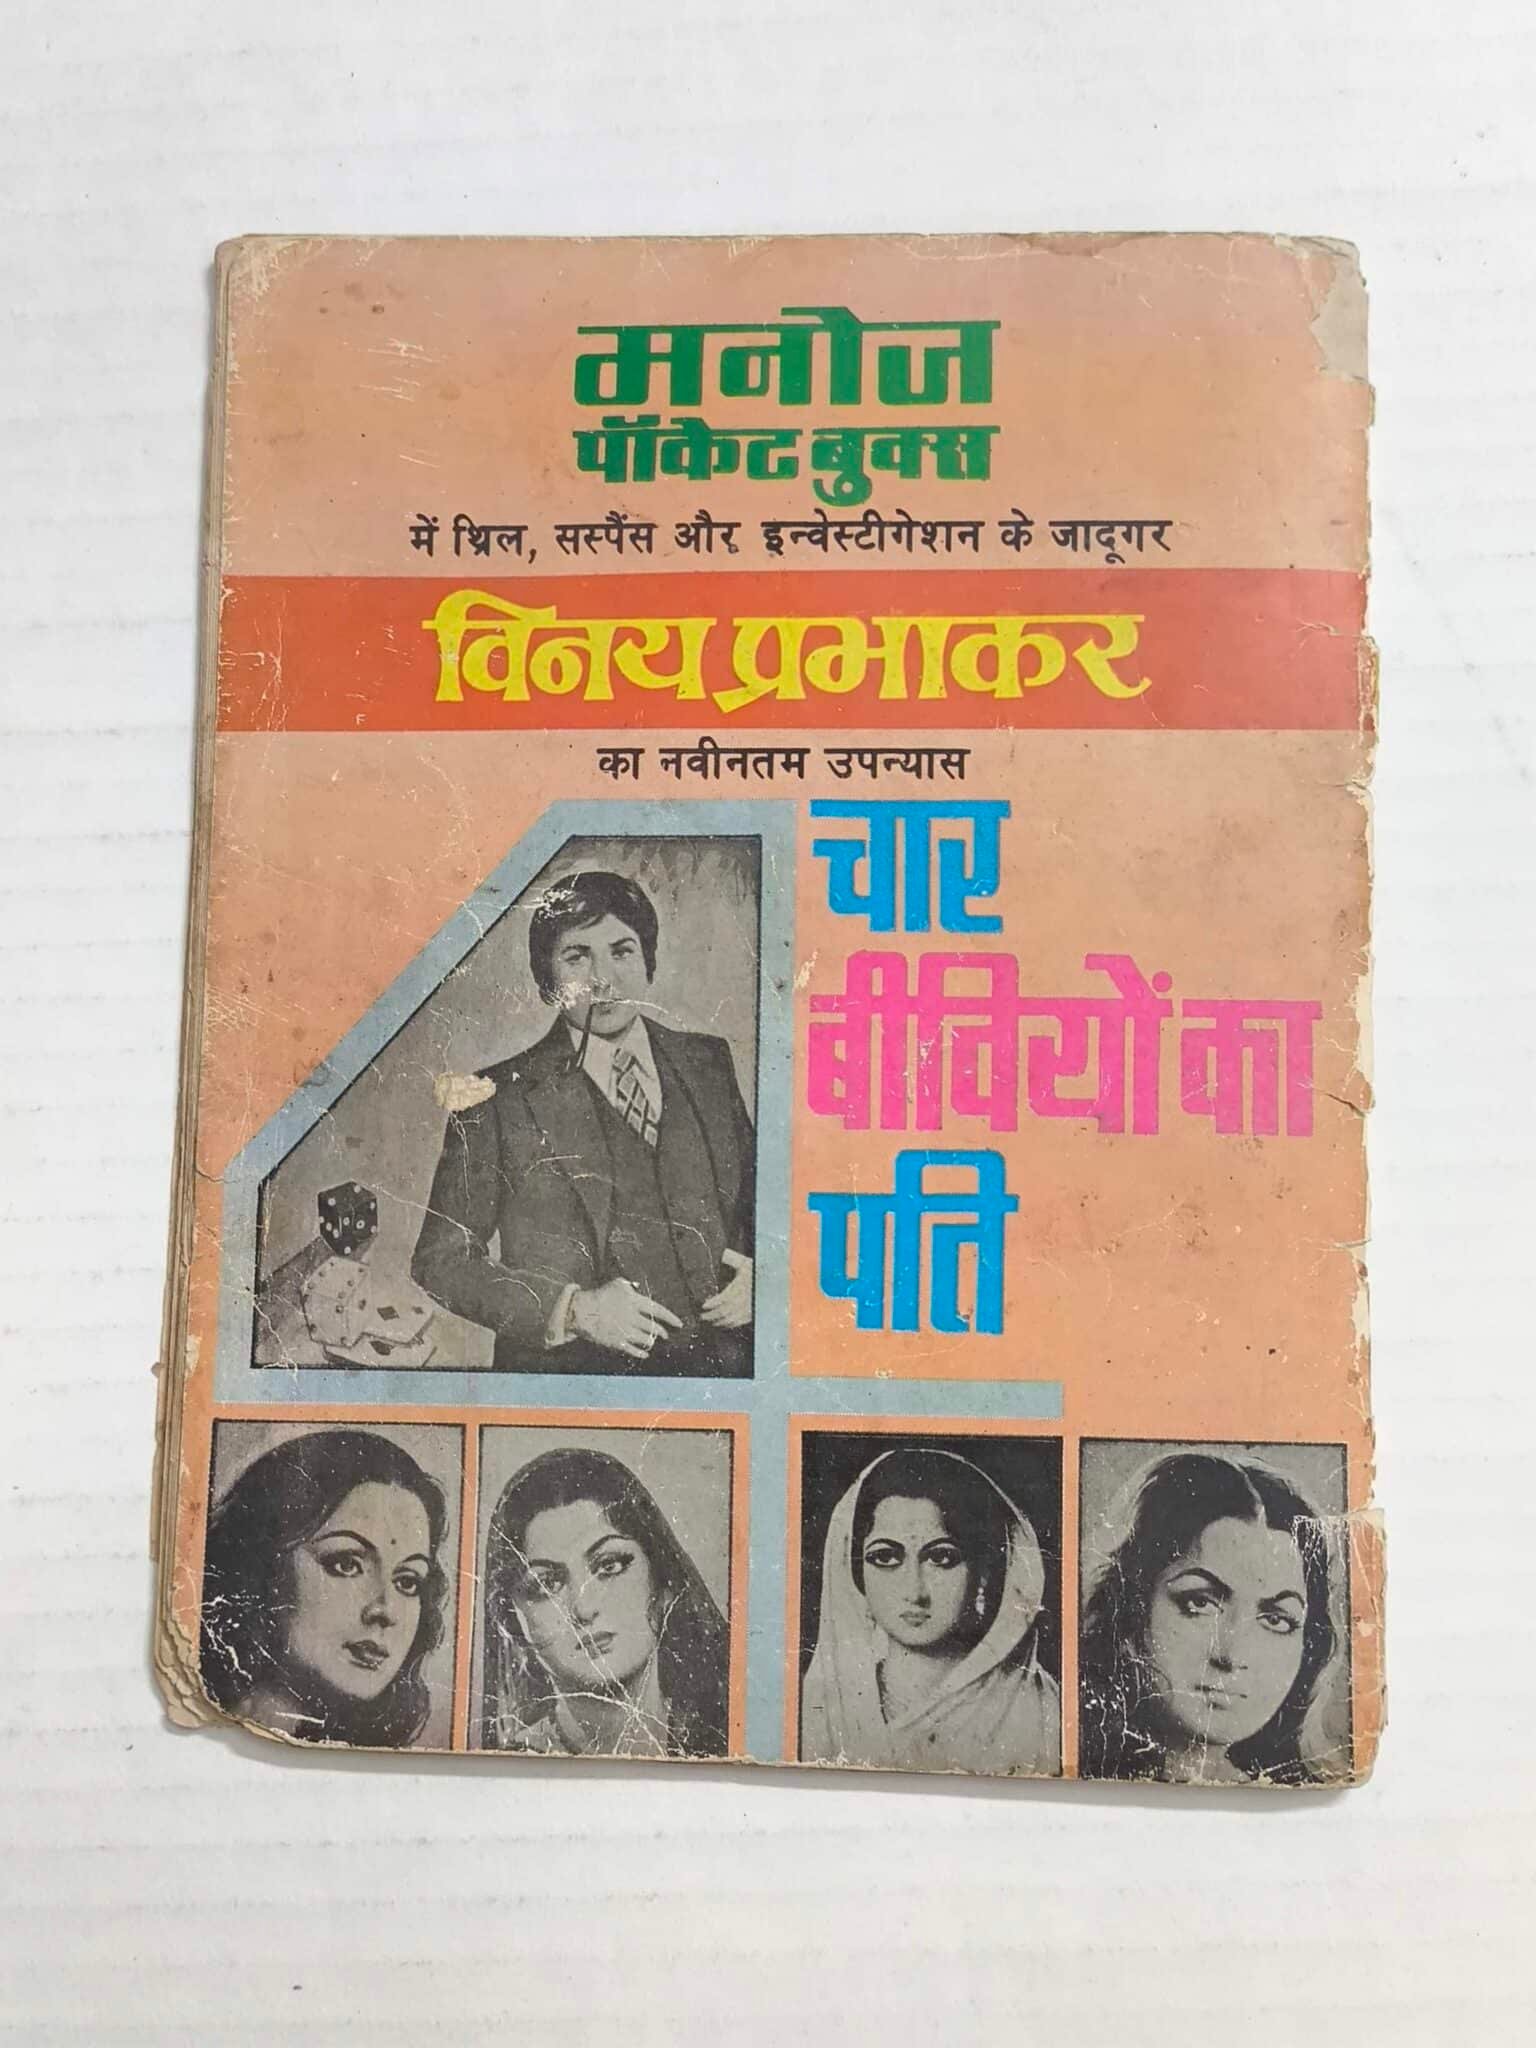 मनोज
पॉकेट बुक्स
में थ्रिल, सस्पैंस और इन्वेस्टीगेशन के जादूगर
विनय प्रभाकर
का नवीनतम उपन्यास
चार
बीवियों का
पति